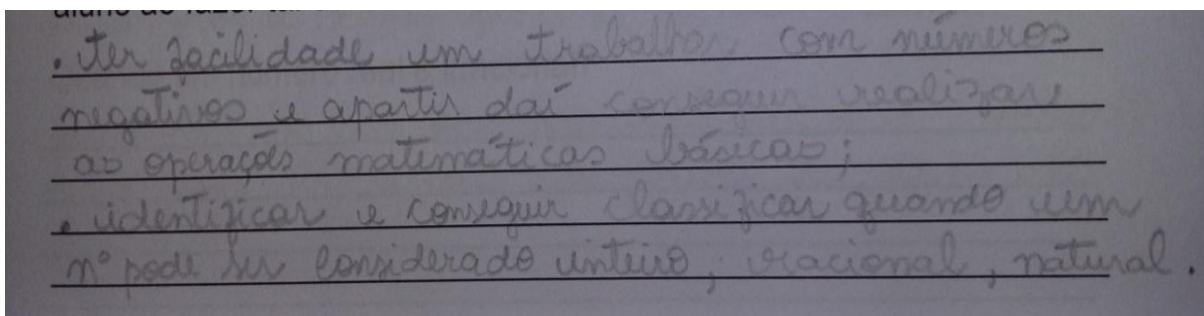 . ter facilidade em trabalhar com números
negativos e apartir daí conseguir realizar
as operações matemáticas básicas;
. identificar e conseguir classificar quando um
nº pode ser considerado inteiro, racional, natural.